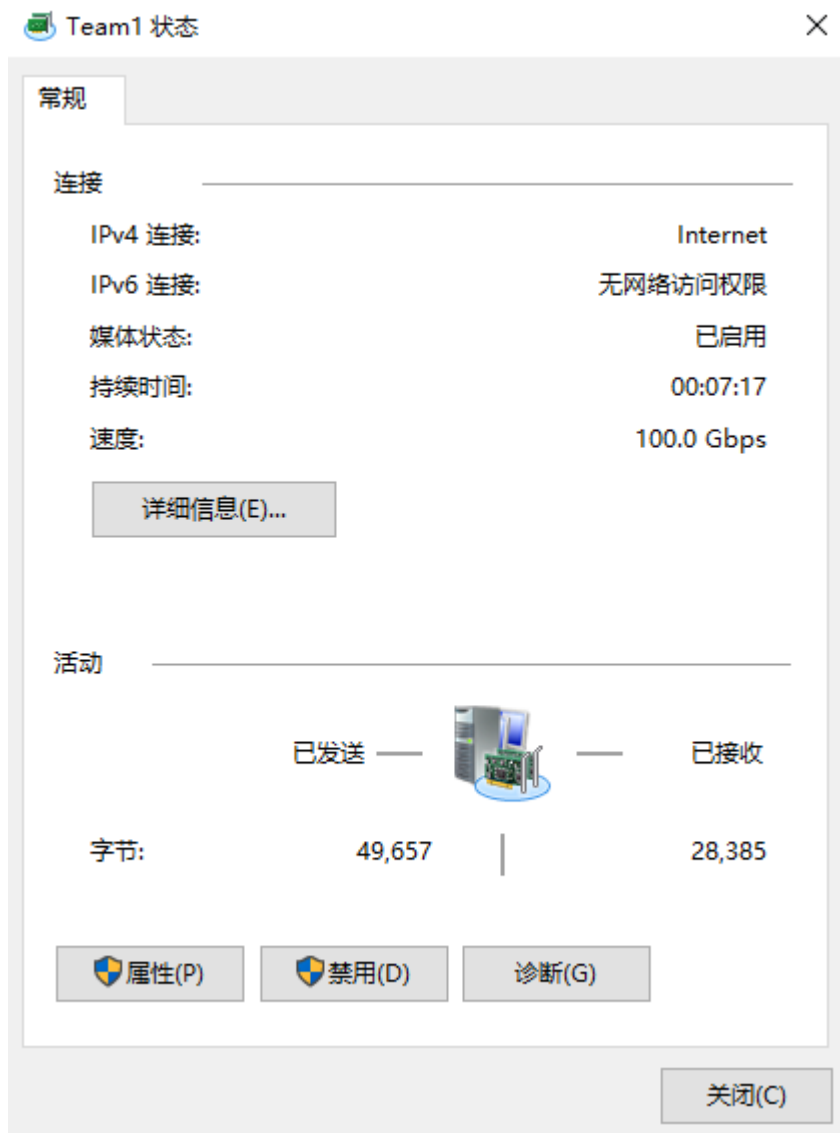 Team1 状态
常规
连接
IPv4 连接: Internet
IPv6 连接: 无网络访问权限
媒体状态: 已启用
持续时间: 00:07:17
速度: 100.0 Gbps
详细信息(E)...
活动
已发送 已接收
字节: 49,657 28,385
属性(P) 禁用(D) 诊断(G)
关闭(C)